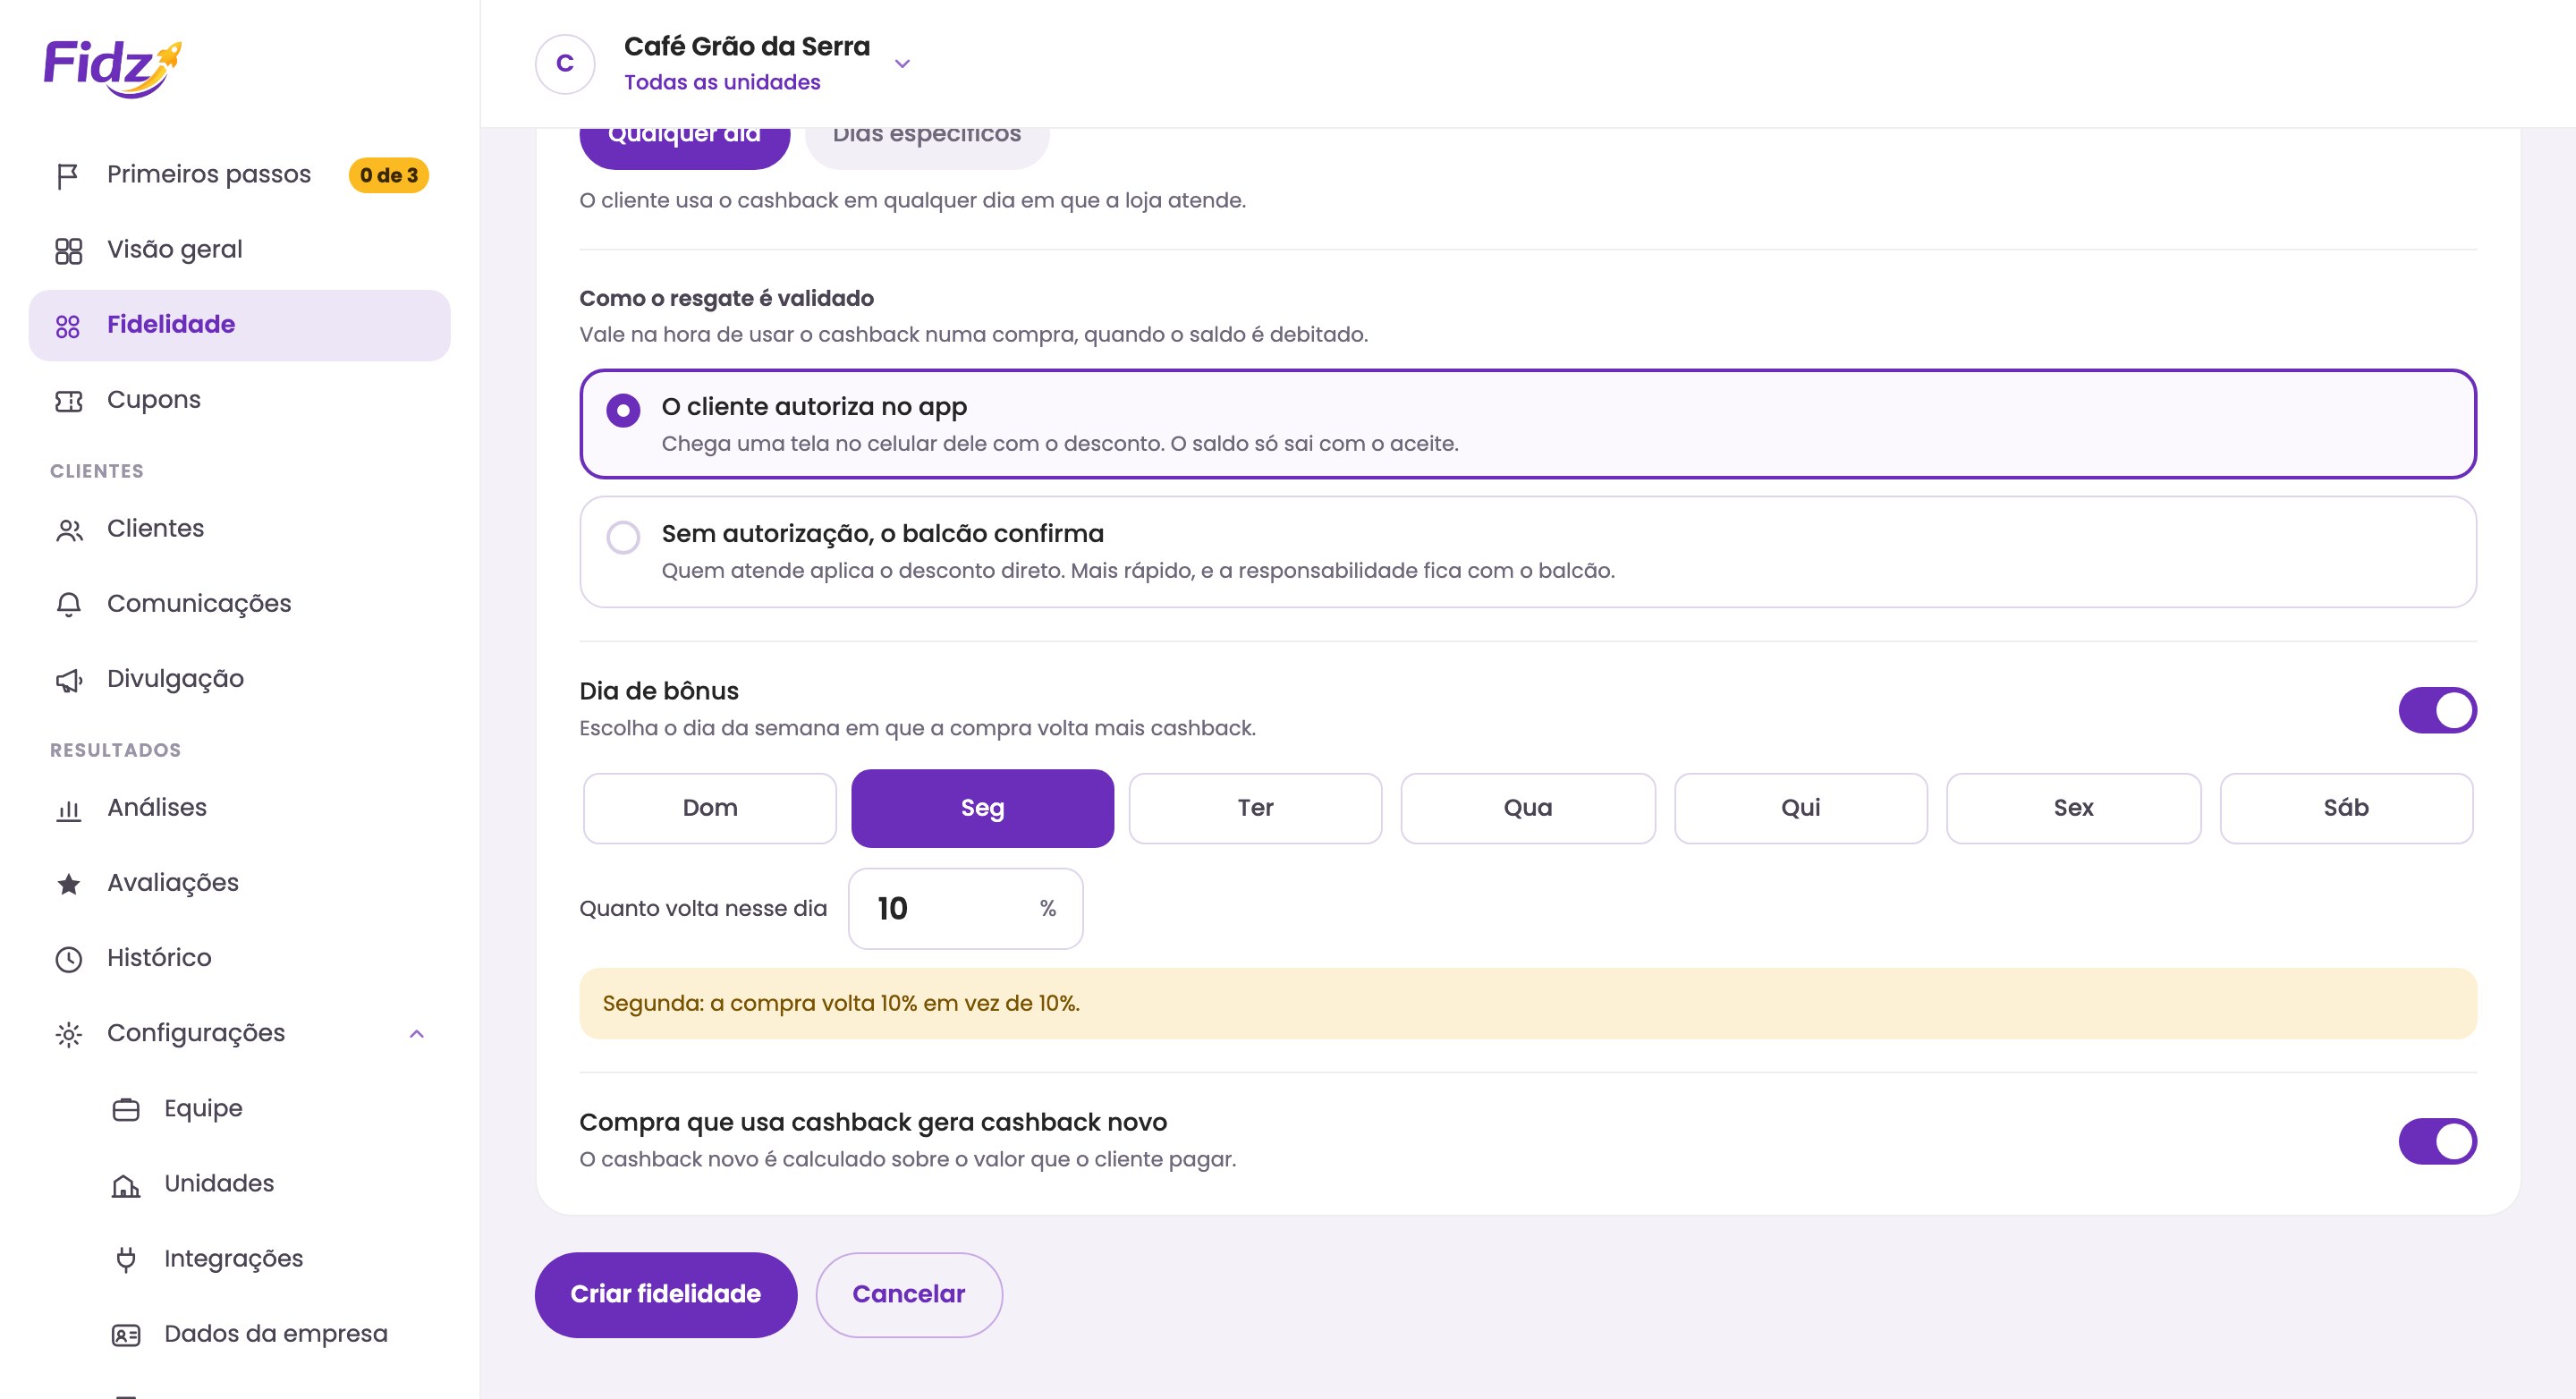 Fidz
Primeiros passos
0 de 3
Visão geral
Fidelidade
Cupons
CLIENTES
Clientes
Comunicações
Divulgação
RESULTADOS
Análises
Avaliações
Histórico
Configurações
Equipe
Unidades
Integrações
Dados da empresa
C
Café Grão da Serra
Todas as unidades
Qualquer dia
Dias específicos
O cliente usa o cashback em qualquer dia em que a loja atende.
Como o resgate é validado
Vale na hora de usar o cashback numa compra, quando o saldo é debitado.
O cliente autoriza no app
Chega uma tela no celular dele com o desconto. O saldo só sai com o aceite.
Sem autorização, o balcão confirma
Quem atende aplica o desconto direto. Mais rápido, e a responsabilidade fica com o balcão.
Dia de bônus
Escolha o dia da semana em que a compra volta mais cashback.
Dom
Seg
Ter
Qua
Qui
Sex
Sáb
Quanto volta nesse dia
10
%
Segunda: a compra volta 10% em vez de 10%.
Compra que usa cashback gera cashback novo
O cashback novo é calculado sobre o valor que o cliente pagar.
Criar fidelidade
Cancelar